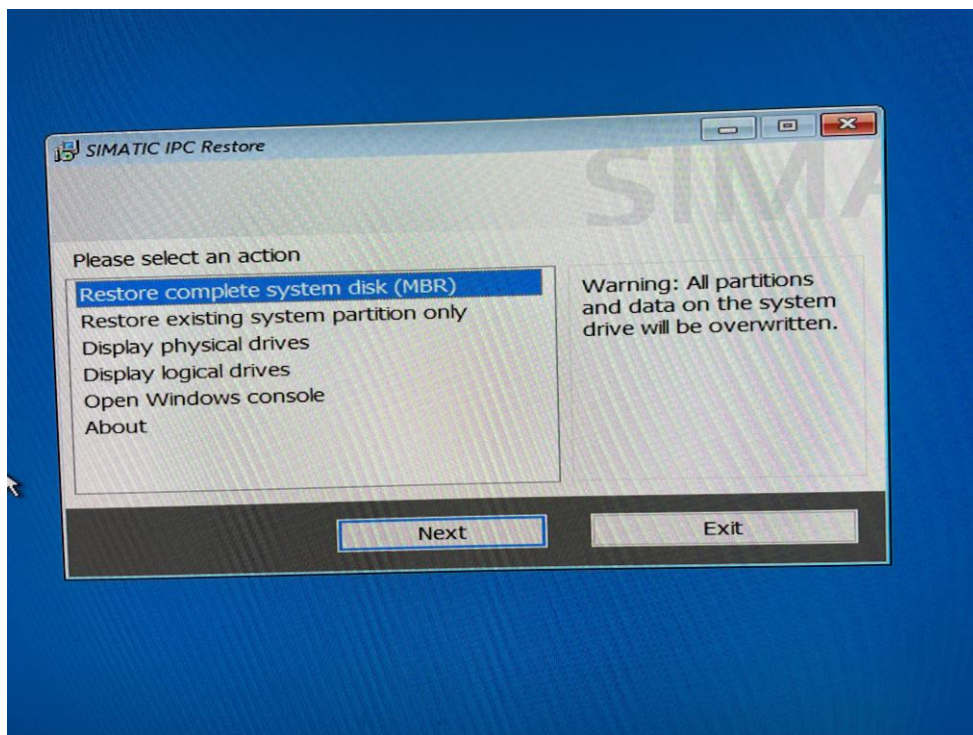 SIMATIC IPC Restore
SIMA
Please select an action
Restore complete system disk (MBR)
Restore existing system partition only
Display physical drives
Display logical drives
Open Windows console
About
Warning: All partitions
and data on the system
drive will be overwritten.
Next
Exit